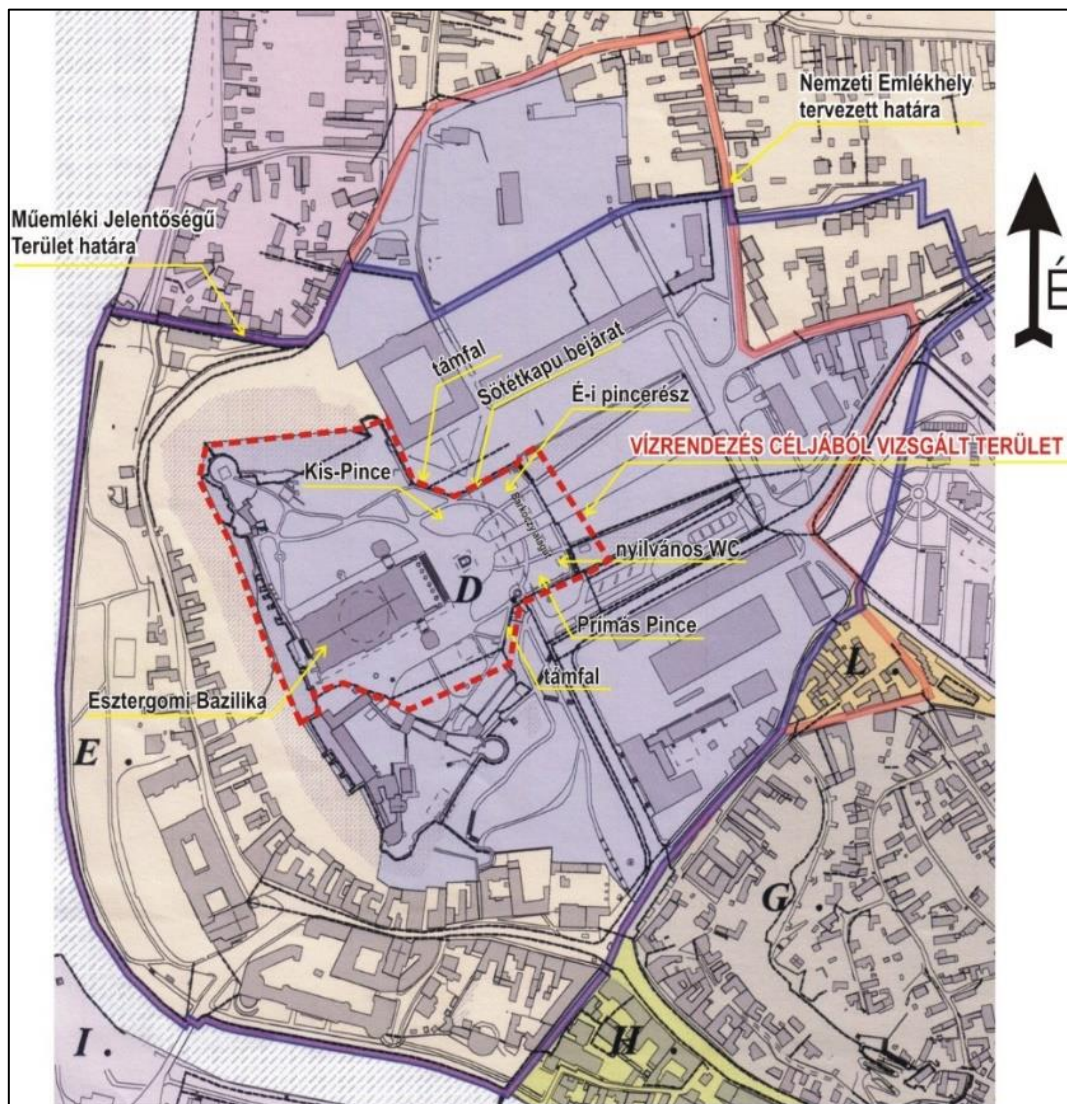 Nemzeti Emlékhely
tervezett határa
Műemléki Jelentőségű
Terület határa
É
támfal
Sötétkapu bejárat
É-i pincerész
VÍZRENDEZÉS CÉLJÁBÓL VIZSGÁLT TERÜLET
Kis-Pince
nyilvános WC
D
Prímás Pince
támfal
Esztergomi Bazilika
L
E
G
H
I